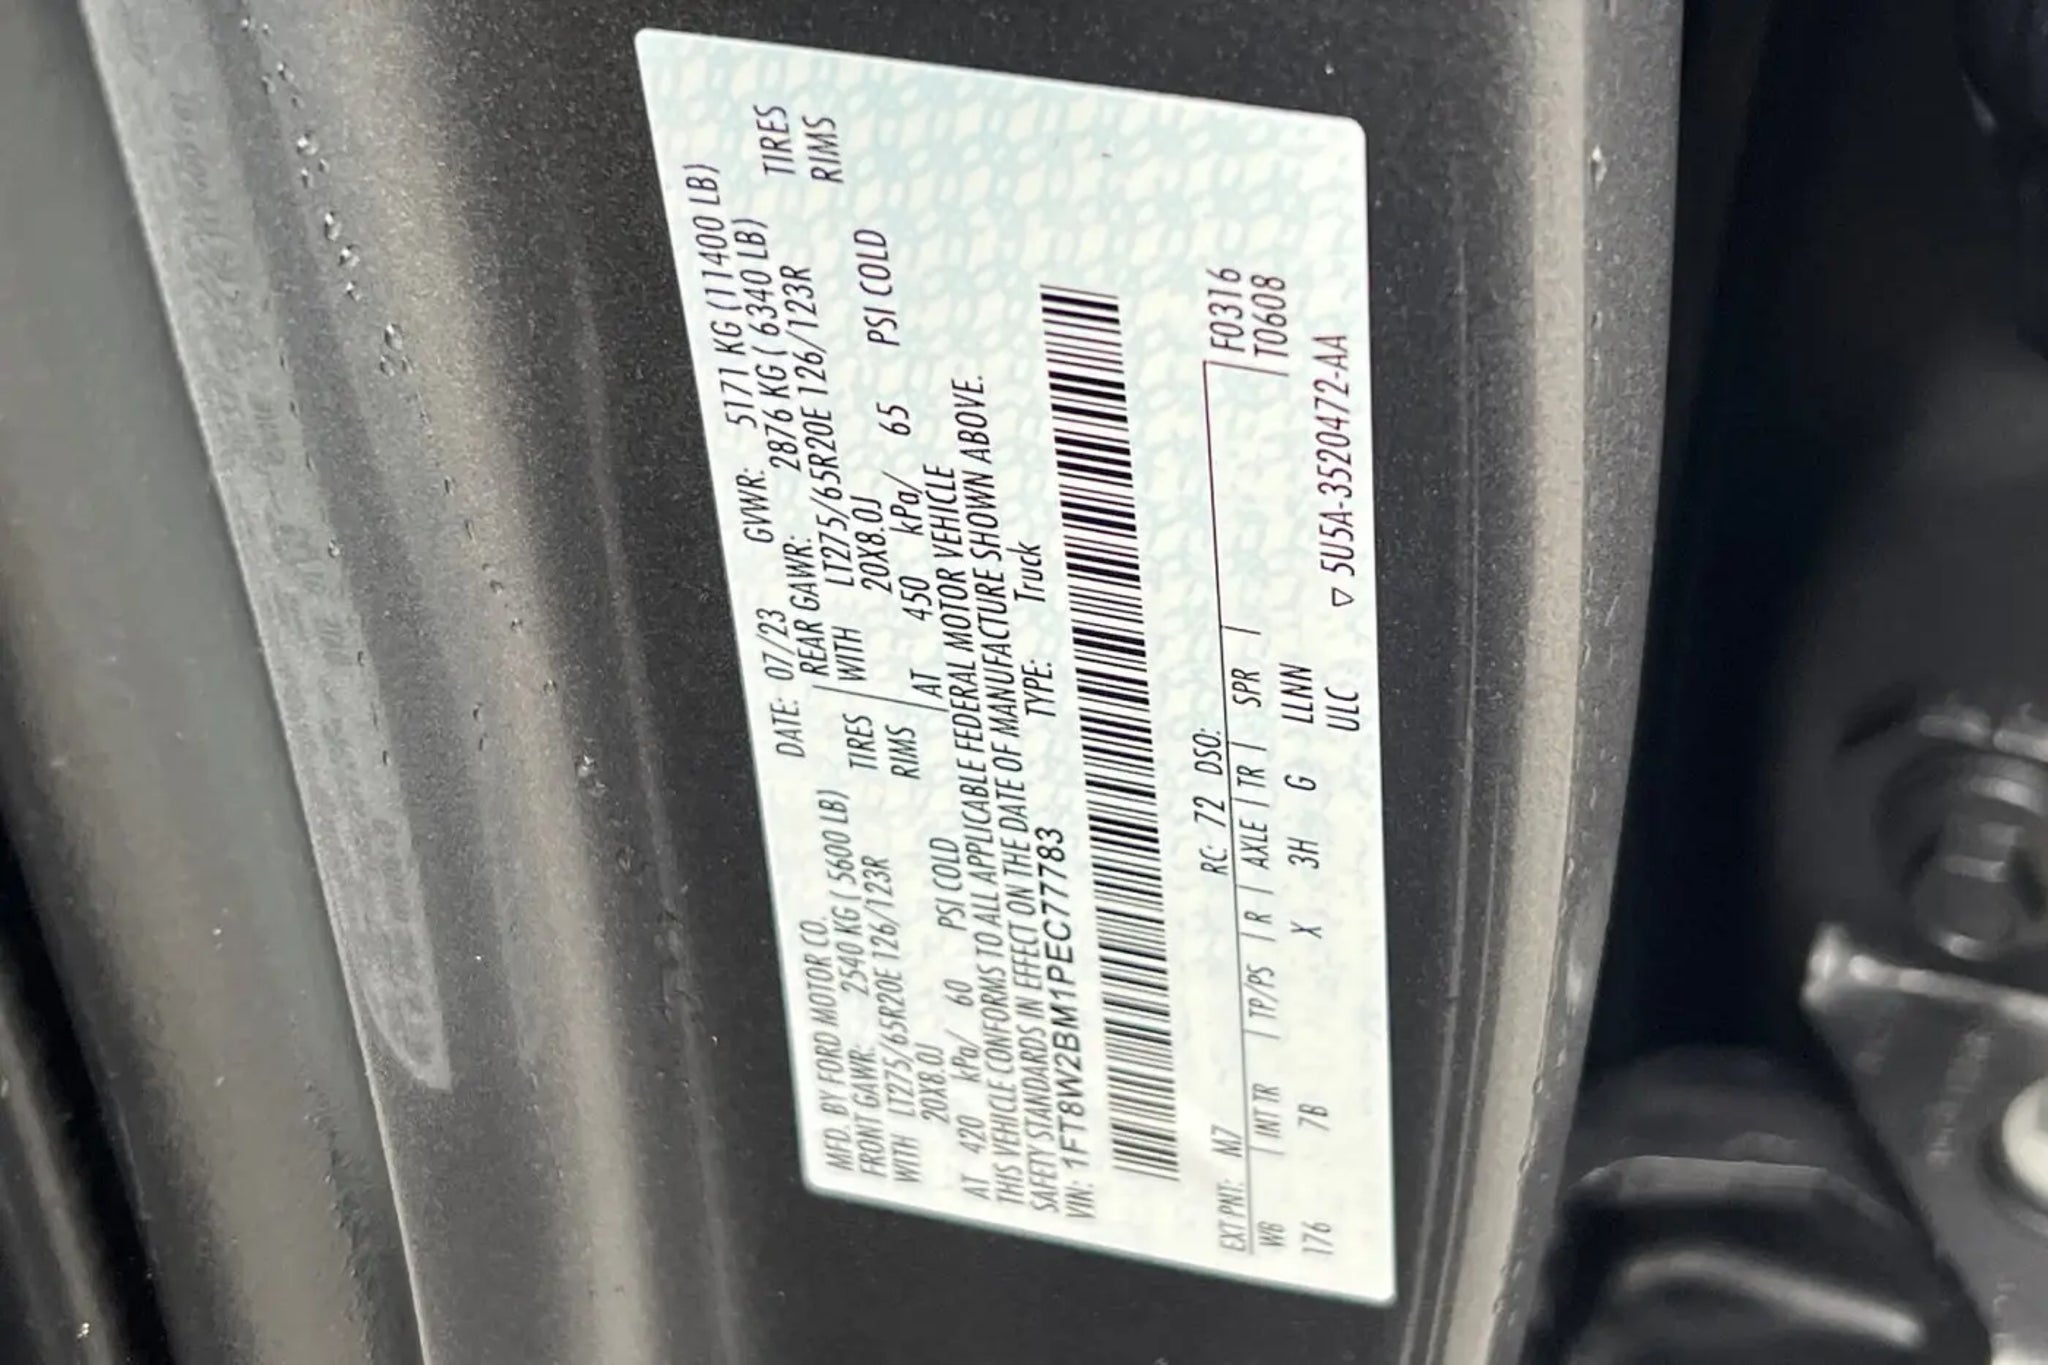 MFD. BY FORD MOTOR CO. DATE: 07/23 GVWR: 5171 KG (11400 LB)
FRONT GAWR: 2540 KG ( 5600 LB) REAR GAWR: 2876 KG ( 6340 LB)
WITH LT275/65R20E 126/123R TIRES WITH LT275/65R20E 126/123R TIRES
20X8.0J RIMS 20X8.0J RIMS
AT 420 kPa/ 60 PSI COLD AT 450 kPa/ 65 PSI COLD
THIS VEHICLE CONFORMS TO ALL APPLICABLE FEDERAL MOTOR VEHICLE
SAFETY STANDARDS IN EFFECT ON THE DATE OF MANUFACTURE SHOWN ABOVE.
VIN: 1FT8W2BM1PEC77783 TYPE: Truck
EXT PNT: M7 RC: 72 DSO: F0316
WB INT TR TP/PS R AXLE TR SPR T0608
176 7B X 3H G LLNN
ULC ▽ 5U5A-3520472-AA